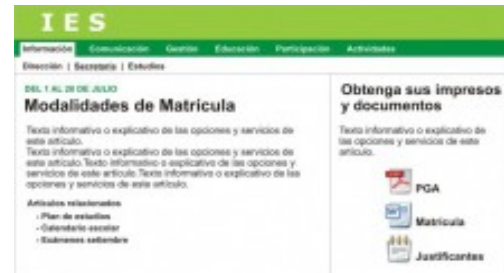 IES
Información Comunicación Gestión Educación Participación Actividades
Dirección | Secretaría | Estudios
DEL 1 AL 20 DE JULIO
Modalidades de Matrícula
Texto informativo o explicativo de las opciones y servicios de
este artículo.
Texto informativo o explicativo de las opciones y servicios de
este artículo. Texto informativo o explicativo de las opciones y
servicios de este artículo. Texto informativo o explicativo de las
opciones y servicios de este artículo.
Artículos relacionados
- Plan de estudios
- Calendario escolar
- Exámenes setiembre
Obtenga sus impresos
y documentos
Texto informativo o explicativo de
las opciones y servicios de este
artículo.
PGA
Matrícula
Justificantes